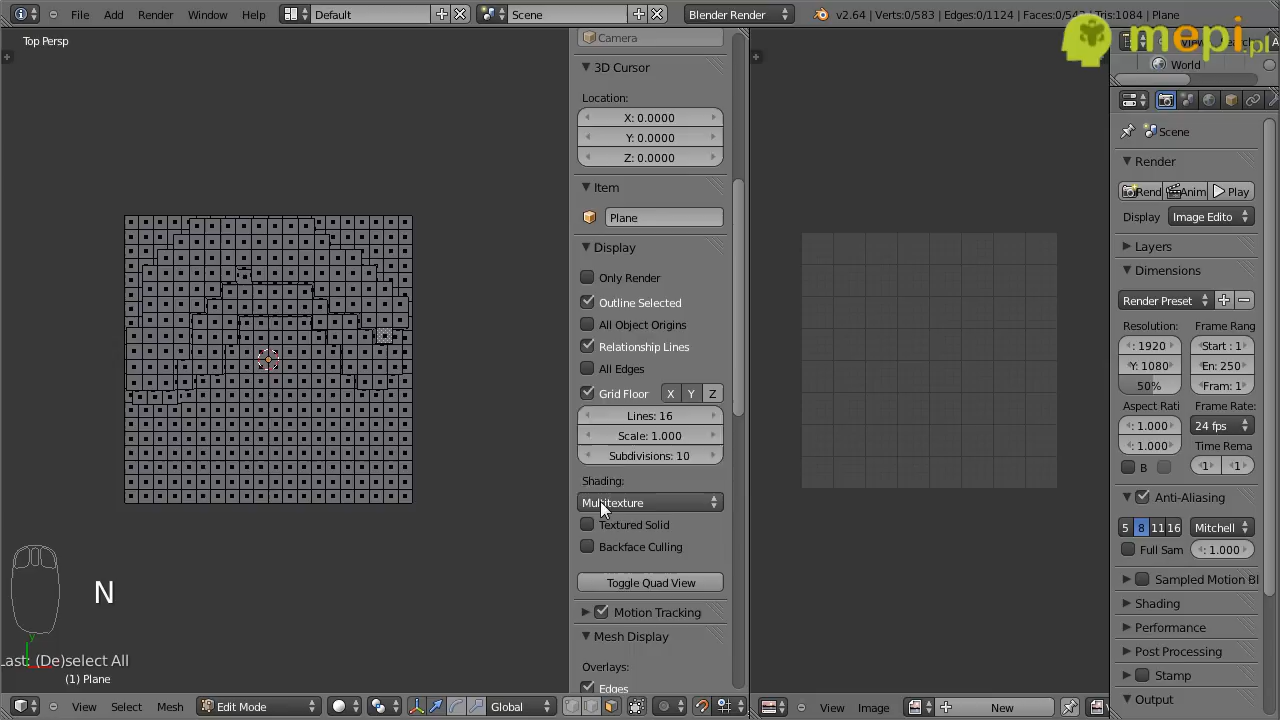 File Render Window Help Default Scene Blender Render v2.64 | Verts:0/583 | Edges:0/1124 | Faces:0/542 | Tris:1084 | Plane
mepi.pl
Top Persp
Camera
World
3D Cursor
Location:
X: 0.0000
Y: 0.0000
Z: 0.0000
Item
Plane
Display
Only Render
Outline Selected
All Object Origins
Relationship Lines
All Edges
Grid Floor X Y Z
Lines: 16
Scale: 1.000
Subdivisions: 10
Shading:
Multitexture
Textured Solid
Backface Culling
Toggle Quad View
Motion Tracking
Mesh Display
Overlays:
Edges
N
y
Last: (De)select All
(1) Plane
View Select Mesh Edit Mode Global
View Image New
Scene
Render
Rend Anim Play
Display Image Edito
Layers
Dimensions
Render Preset
Resolution: Frame Rang
: 1920 Start : 1
Y: 1080 En: 250
50% Fram: 1
Aspect Rati Frame Rate:
: 1.000 24 fps
: 1.000 Time Rema
B 1 1
Anti-Aliasing
5 8 11 16 Mitchell
Full Sam : 1.000
Sampled Motion Bl
Shading
Performance
Post Processing
Stamp
Output